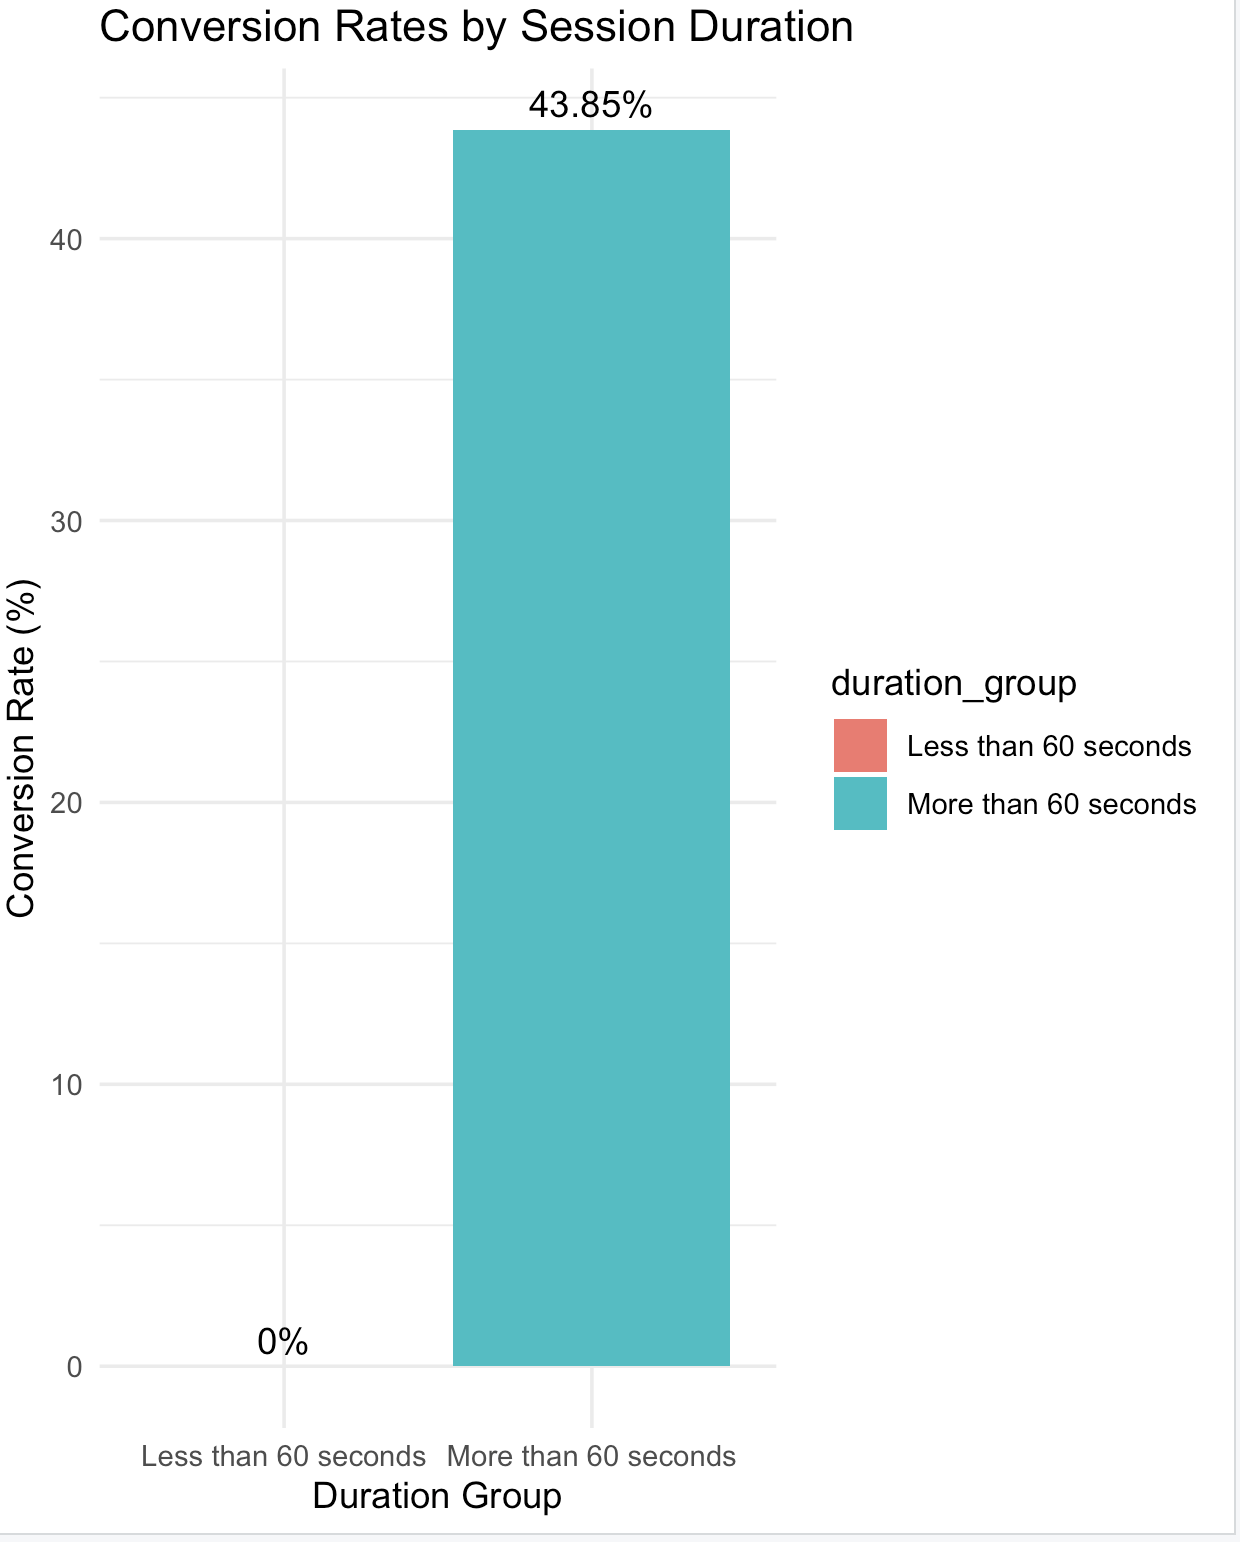 Conversion Rates by Session Duration
43.85%
40
30
20
10
0
0%
Conversion Rate (%)
Less than 60 seconds
More than 60 seconds
Duration Group
duration_group
Less than 60 seconds
More than 60 seconds